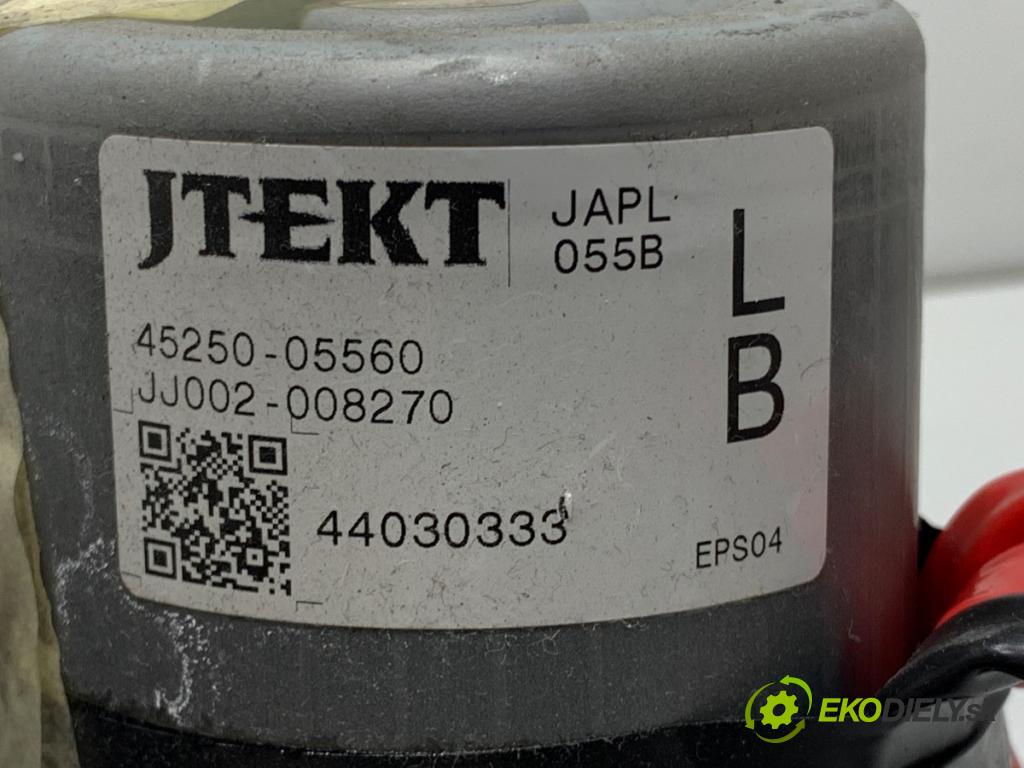 JTEKT
JAPL
055B
L
B
45250-05560
JJ002-008270
44030333
EPS04
EKODIELY.sk